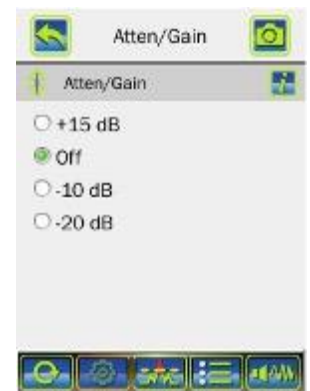 Atten/Gain
Atten/Gain
+15 dB
Off
-10 dB
-20 dB